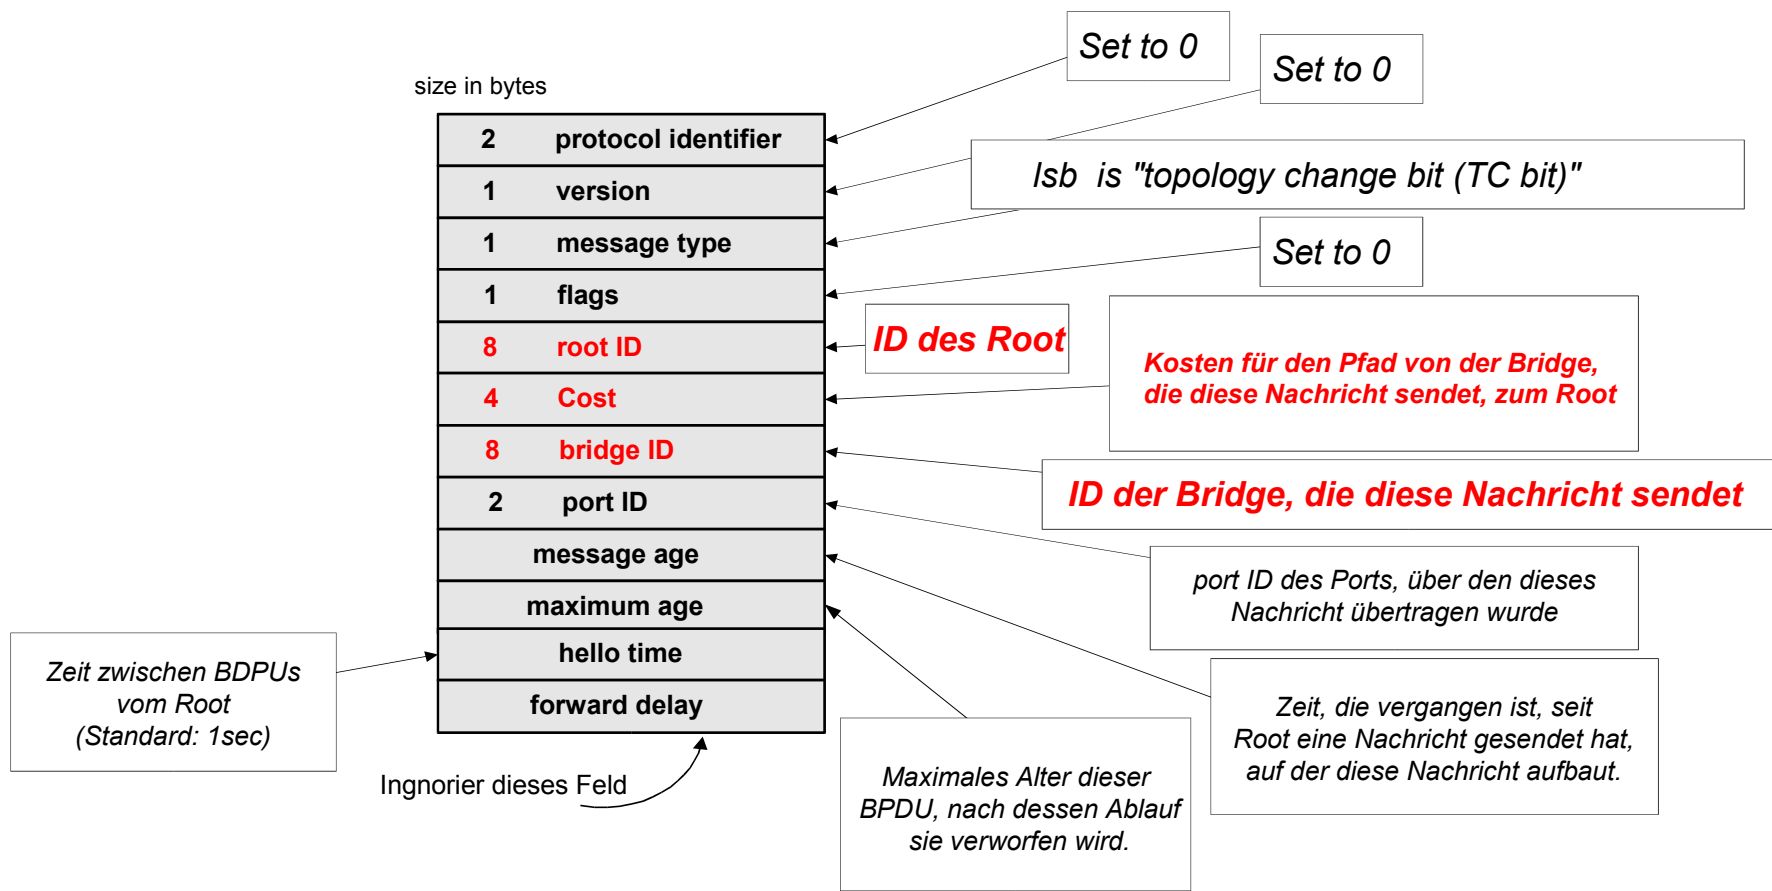 Set to 0
Set to 0
size in bytes
2 protocol identifier
1 version
lsb is "topology change bit (TC bit)"
1 message type
Set to 0
1 flags
8 root ID
ID des Root
Kosten für den Pfad von der Bridge,
die diese Nachricht sendet, zum Root
4 Cost
8 bridge ID
ID der Bridge, die diese Nachricht sendet
2 port ID
message age
port ID des Ports, über den dieses
Nachricht übertragen wurde
maximum age
hello time
Zeit zwischen BDPUs
vom Root
(Standard: 1sec)
forward delay
Zeit, die vergangen ist, seit
Root eine Nachricht gesendet hat,
auf der diese Nachricht aufbaut.
Ingnorier dieses Feld
Maximales Alter dieser
BPDU, nach dessen Ablauf
sie verworfen wird.